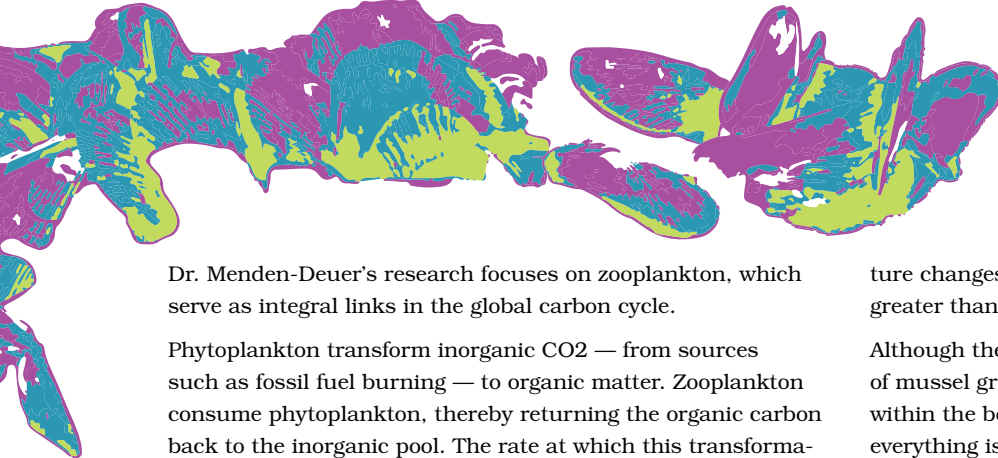 Dr. Menden-Deuer’s research focuses on zooplankton, which
serve as integral links in the global carbon cycle.
Phytoplankton transform inorganic CO2 — from sources
such as fossil fuel burning — to organic matter. Zooplankton
consume phytoplankton, thereby returning the organic carbon
back to the inorganic pool. The rate at which this transforma-
ture changes
greater than
Although the
of mussel gr
within the b
everything is